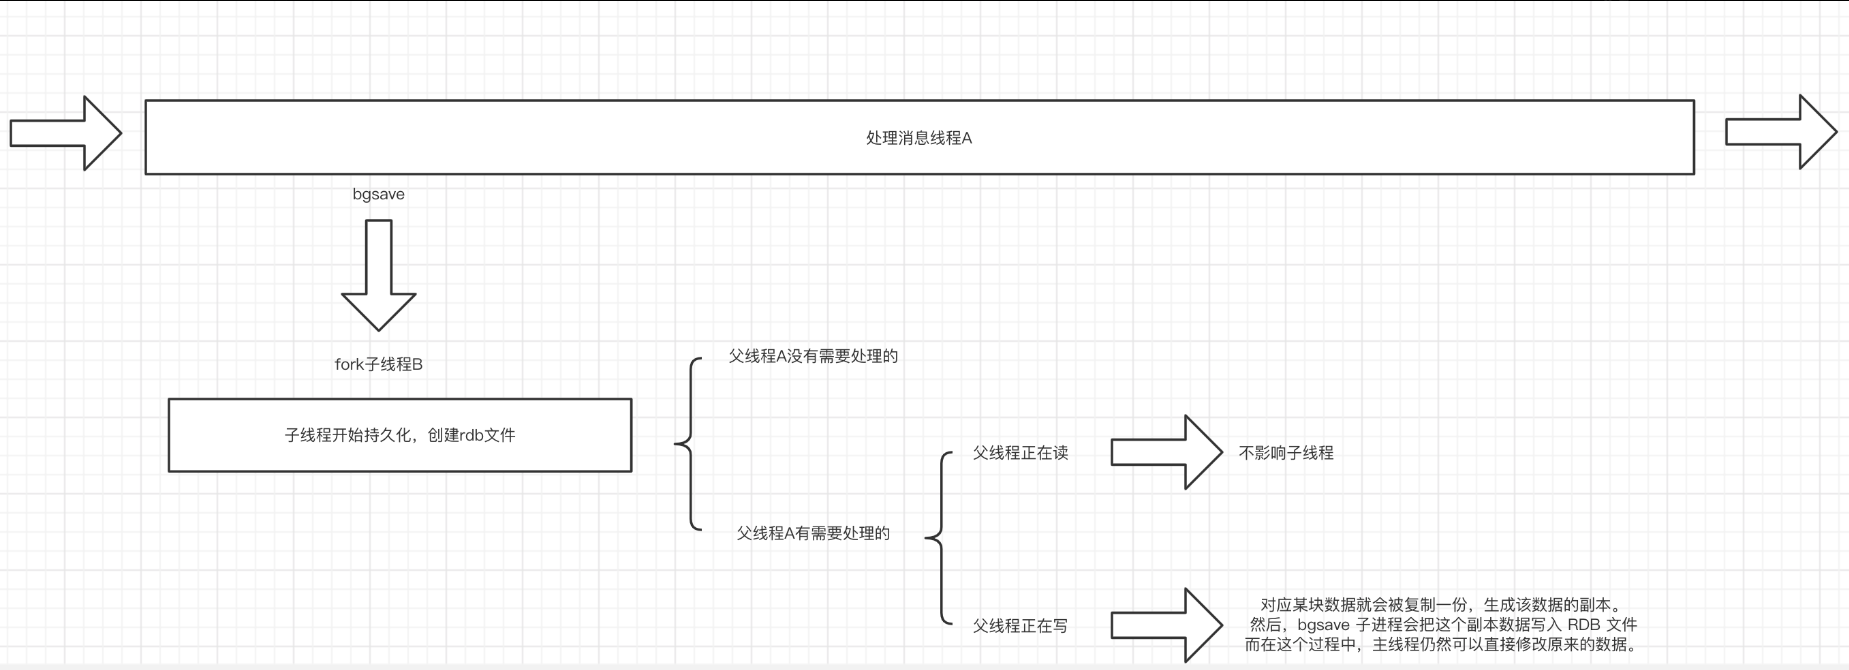 处理消息线程A
bgsave
fork子线程B
子线程开始持久化，创建rdb文件
父线程A没有需要处理的
父线程A有需要处理的
父线程正在读
不影响子线程
父线程正在写
对应某块数据就会被复制一份，生成该数据的副本。
然后，bgsave 子进程会把这个副本数据写入 RDB 文件
而在这个过程中，主线程仍然可以直接修改原来的数据。